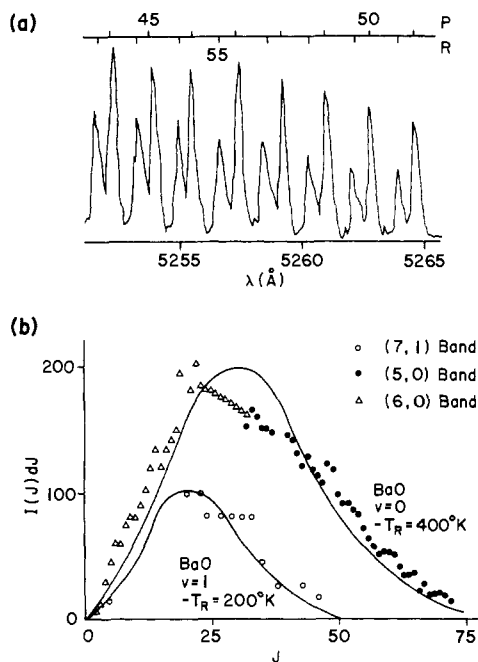 (a)
45 50 P
55 R
5255 5260 5265
λ(Å)
(b)
○ (7,1) Band
● (5,0) Band
△ (6,0) Band
200
100
0
I(J)dJ
BaO
v=0
-T_R=400°K
BaO
v=1
-T_R=200°K
0 25 50 75
J